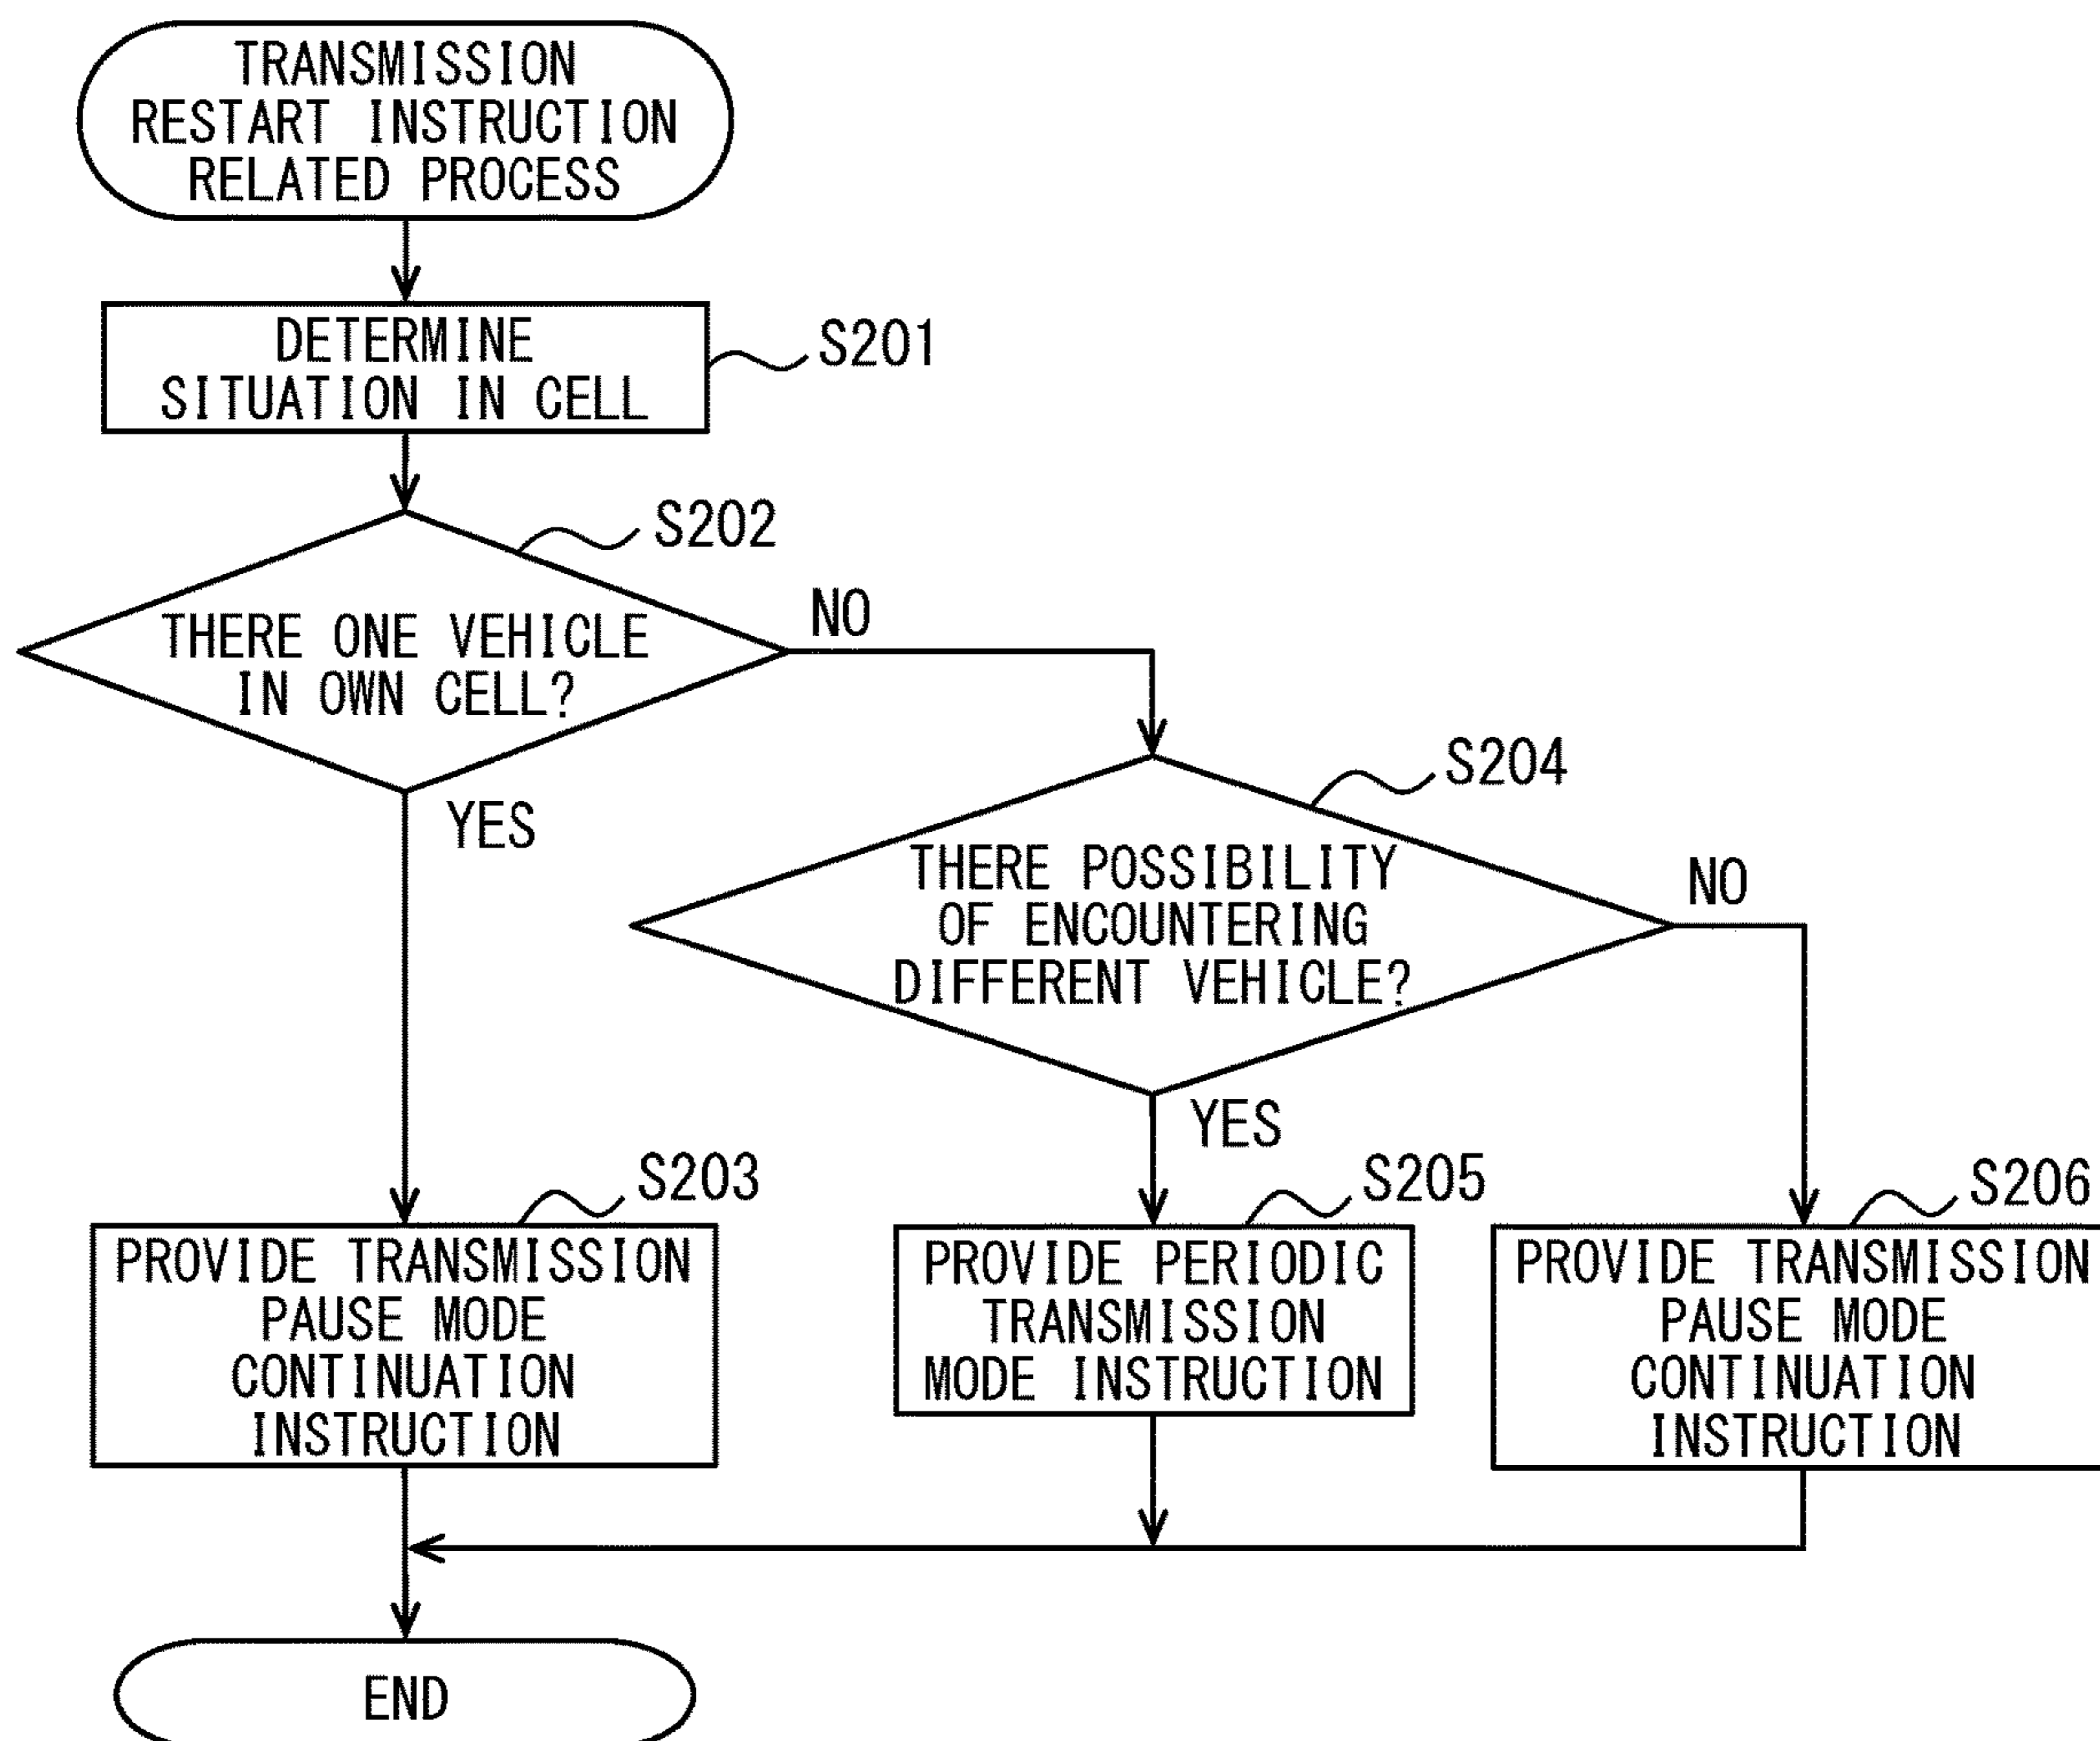 TRANSMISSION
RESTART INSTRUCTION
RELATED PROCESS
DETERMINE
SITUATION IN CELL
S201
S202
THERE ONE VEHICLE
IN OWN CELL?
NO
YES
S204
THERE POSSIBILITY
OF ENCOUNTERING
DIFFERENT VEHICLE?
NO
YES
S203
PROVIDE TRANSMISSION
PAUSE MODE
CONTINUATION
INSTRUCTION
S205
PROVIDE PERIODIC
TRANSMISSION
MODE INSTRUCTION
S206
PROVIDE TRANSMISSION
PAUSE MODE
CONTINUATION
INSTRUCTION
END